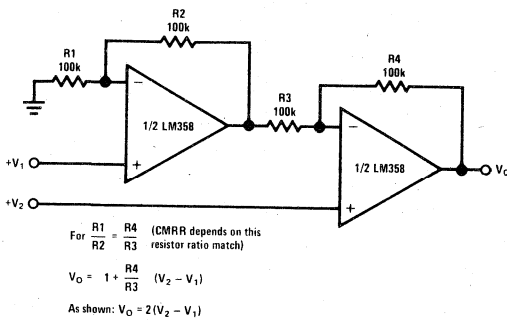 R2
100k
R4
100k
R1
100k
R3
100k
−
1/2 LM358
+
−
1/2 LM358
+
+V1
+V2
VO
For R1/R2 = R4/R3 (CMRR depends on this
resistor ratio match)
VO = 1 + R4/R3 (V2 − V1)
As shown: VO = 2(V2 − V1)